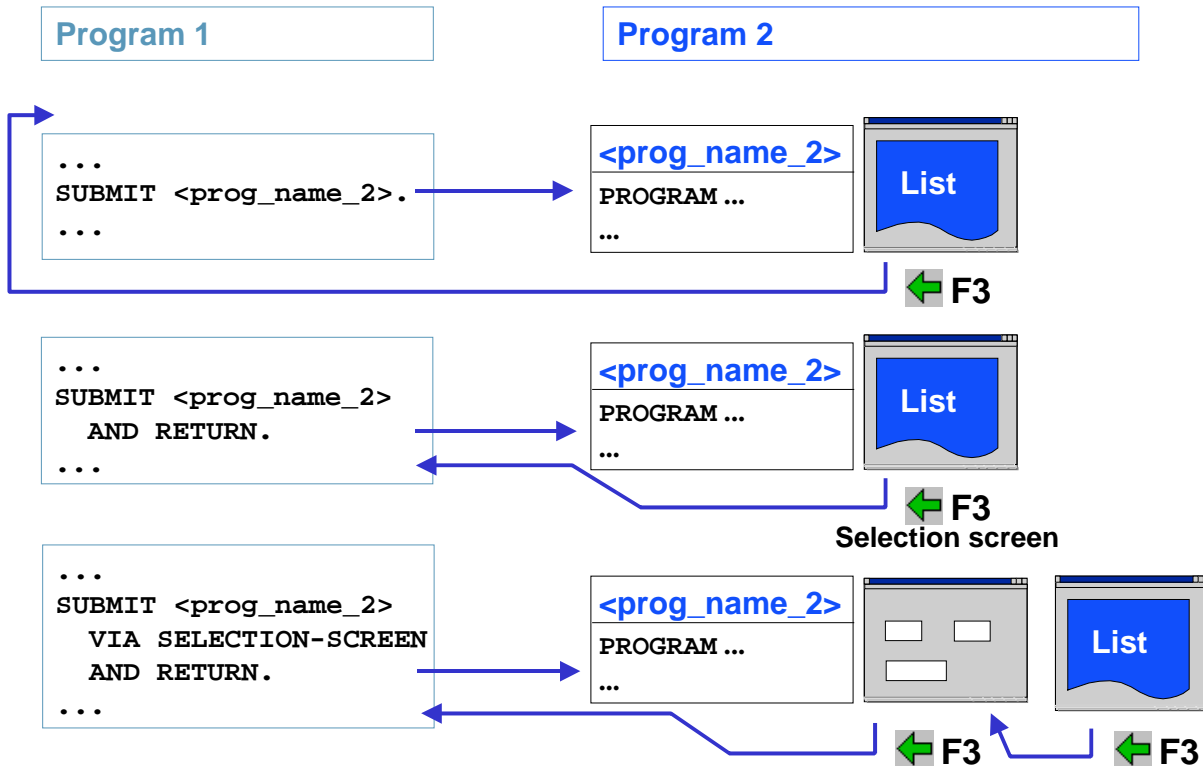 Program 1
Program 2
...
SUBMIT <prog_name_2>.
...
<prog_name_2>
PROGRAM ...
...
List
F3
...
SUBMIT <prog_name_2>
AND RETURN.
...
<prog_name_2>
PROGRAM ...
...
List
F3
Selection screen
...
SUBMIT <prog_name_2>
VIA SELECTION-SCREEN
AND RETURN.
...
<prog_name_2>
PROGRAM ...
...
List
F3
F3